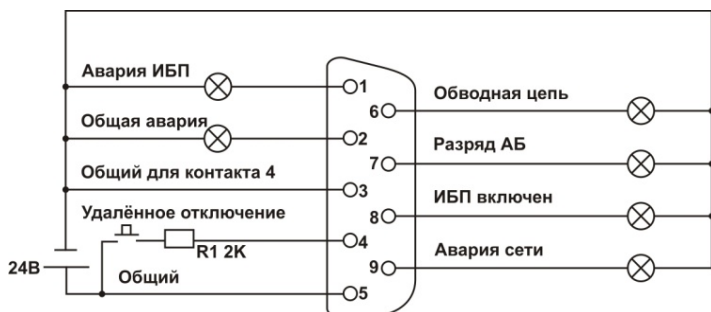 Авария ИБП
1
6
Обводная цепь
Общая авария
2
7
Разряд АБ
Общий для контакта 4
3
8
ИБП включен
Удалённое отключение
4
R1 2K
9
Авария сети
24В
Общий
5